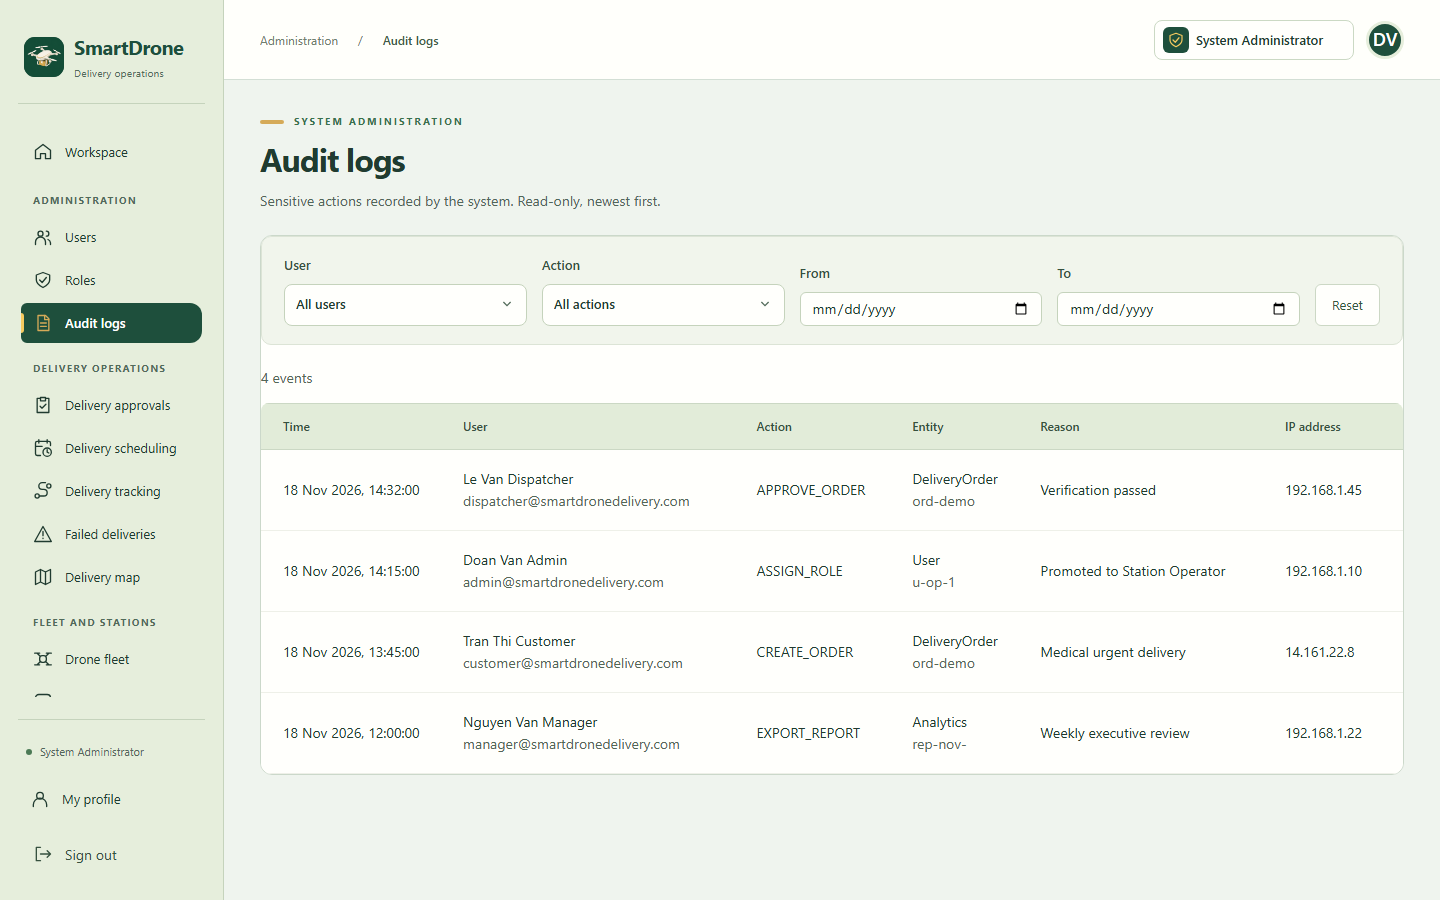 SmartDrone
Delivery operations
Workspace
ADMINISTRATION
Users
Roles
Audit logs
DELIVERY OPERATIONS
Delivery approvals
Delivery scheduling
Delivery tracking
Failed deliveries
Delivery map
FLEET AND STATIONS
Drone fleet
System Administrator
My profile
Sign out
Administration / Audit logs
System Administrator
DV
SYSTEM ADMINISTRATION
Audit logs
Sensitive actions recorded by the system. Read-only, newest first.
User Action From To
All users All actions mm/dd/yyyy mm/dd/yyyy Reset
4 events
Time User Action Entity Reason IP address
18 Nov 2026, 14:32:00 Le Van Dispatcher APPROVE_ORDER DeliveryOrder Verification passed 192.168.1.45
dispatcher@smartdronedelivery.com ord-demo
18 Nov 2026, 14:15:00 Doan Van Admin ASSIGN_ROLE User Promoted to Station Operator 192.168.1.10
admin@smartdronedelivery.com u-op-1
18 Nov 2026, 13:45:00 Tran Thi Customer CREATE_ORDER DeliveryOrder Medical urgent delivery 14.161.22.8
customer@smartdronedelivery.com ord-demo
18 Nov 2026, 12:00:00 Nguyen Van Manager EXPORT_REPORT Analytics Weekly executive review 192.168.1.22
manager@smartdronedelivery.com rep-nov-